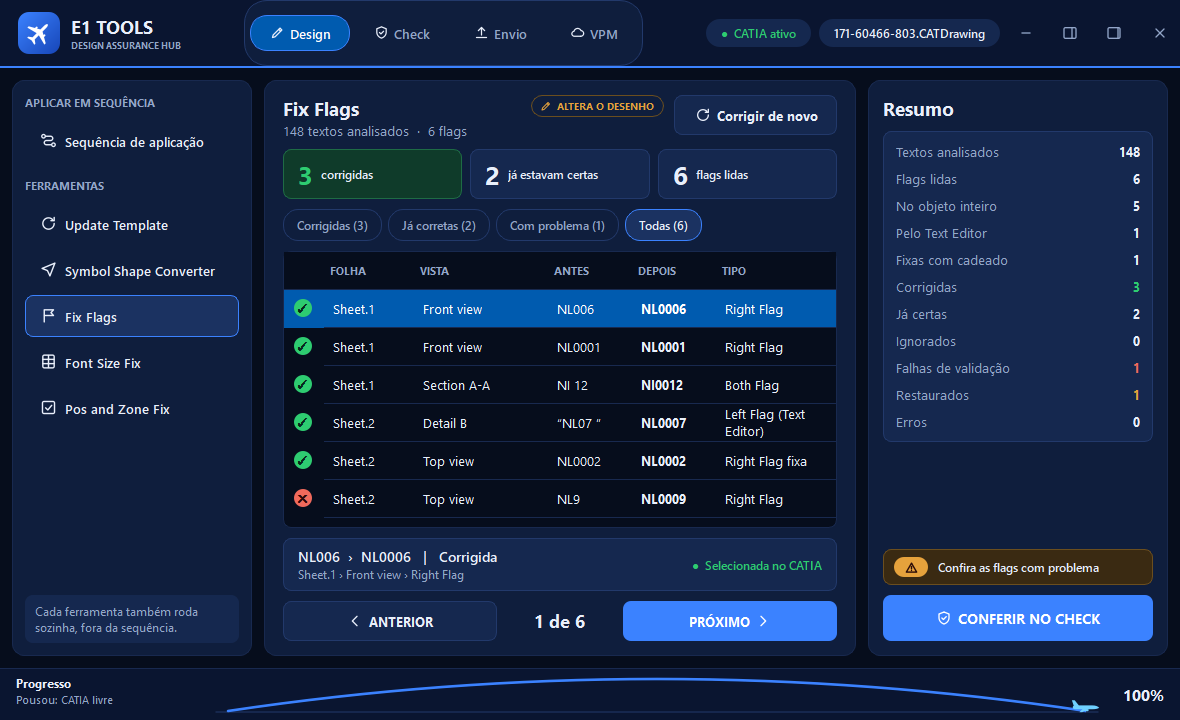 E1 TOOLS
DESIGN ASSURANCE HUB
Design
Check
Envio
VPM
CATIA ativo
171-60466-803.CATDrawing
APLICAR EM SEQUÊNCIA
Sequência de aplicação
FERRAMENTAS
Update Template
Symbol Shape Converter
Fix Flags
Font Size Fix
Pos and Zone Fix
Cada ferramenta também roda
sozinha, fora da sequência.
Fix Flags
148 textos analisados · 6 flags
ALTERA O DESENHO
Corrigir de novo
3 corrigidas
2 já estavam certas
6 flags lidas
Corrigidas (3)
Já corretas (2)
Com problema (1)
Todas (6)
FOLHA VISTA ANTES DEPOIS TIPO
Sheet.1 Front view NL006 NL0006 Right Flag
Sheet.1 Front view NL0001 NL0001 Right Flag
Sheet.1 Section A-A NI 12 NI0012 Both Flag
Sheet.2 Detail B “NL07 “ NL0007 Left Flag (Text
Editor)
Sheet.2 Top view NL0002 NL0002 Right Flag fixa
Sheet.2 Top view NL9 NL0009 Right Flag
NL006 › NL0006 | Corrigida
Sheet.1 › Front view › Right Flag
Selecionada no CATIA
ANTERIOR
1 de 6
PRÓXIMO
Resumo
Textos analisados 148
Flags lidas 6
No objeto inteiro 5
Pelo Text Editor 1
Fixas com cadeado 1
Corrigidas 3
Já certas 2
Ignorados 0
Falhas de validação 1
Restaurados 1
Erros 0
Confira as flags com problema
CONFERIR NO CHECK
Progresso
Pousou: CATIA livre
100%